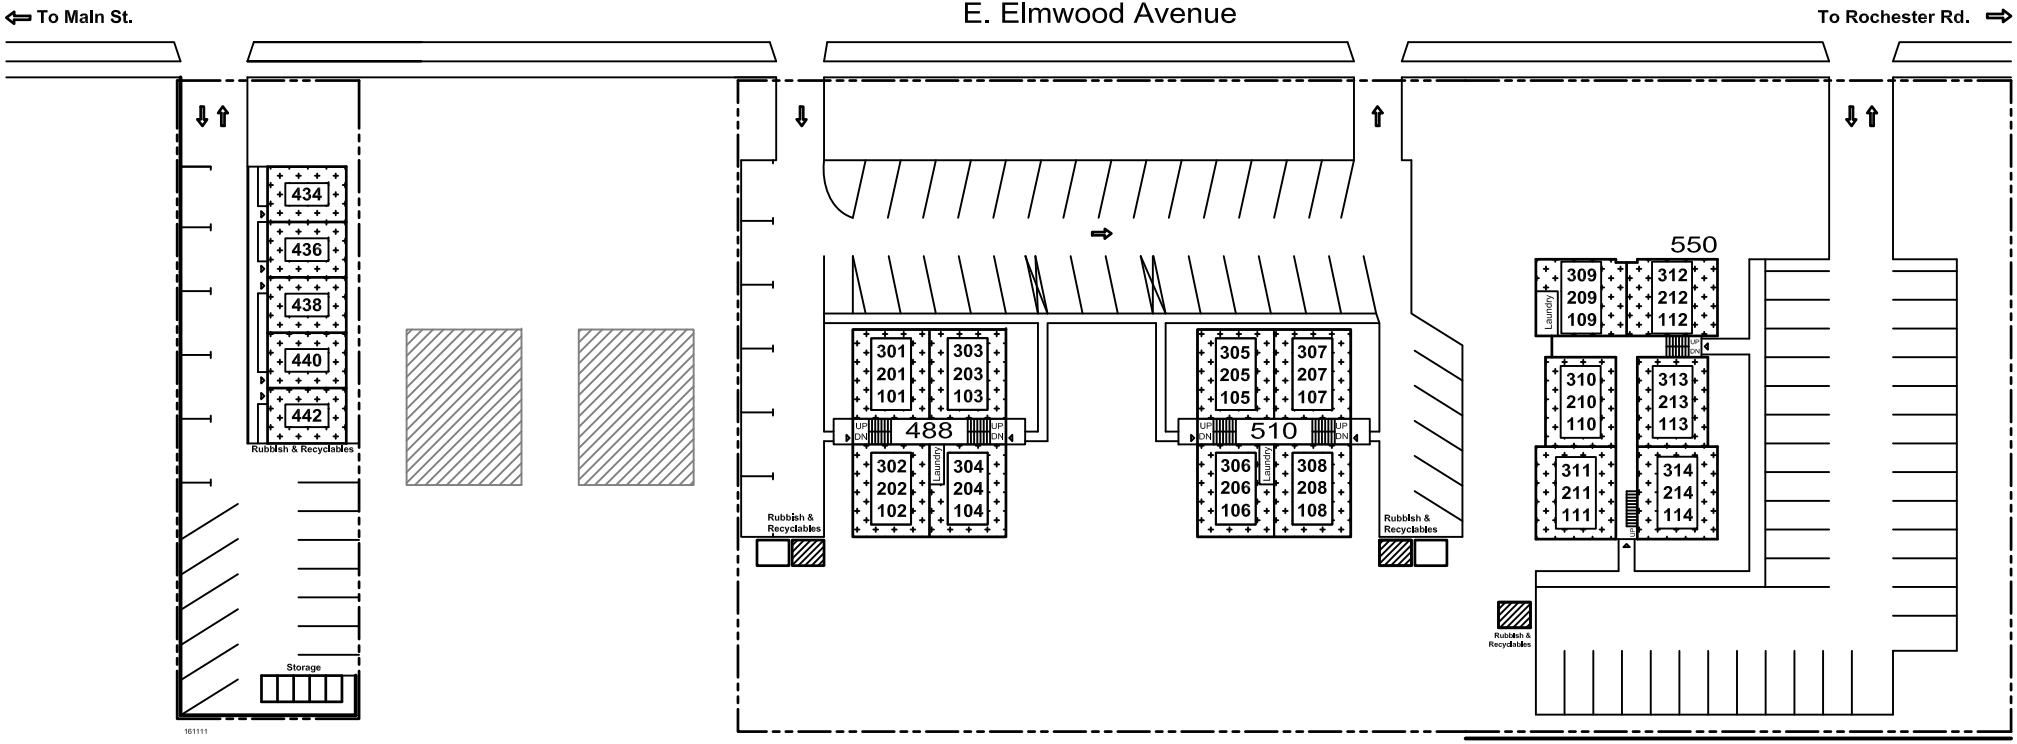 To Main St.
E. Elmwood Avenue
To Rochester Rd.
434
436
438
440
442
Rubbish & Recyclables
Storage
161111
301
201
101
303
203
103
UP
DN
488
UP
DN
302
202
102
Laundry
304
204
104
Rubbish &
Recyclables
305
205
105
307
207
107
UP
DN
510
UP
DN
306
206
106
Laundry
308
208
108
Rubbish &
Recyclables
550
Laundry
309
209
109
312
212
112
UP
DN
310
210
110
313
213
113
311
211
111
314
214
114
UP
Rubbish &
Recyclables